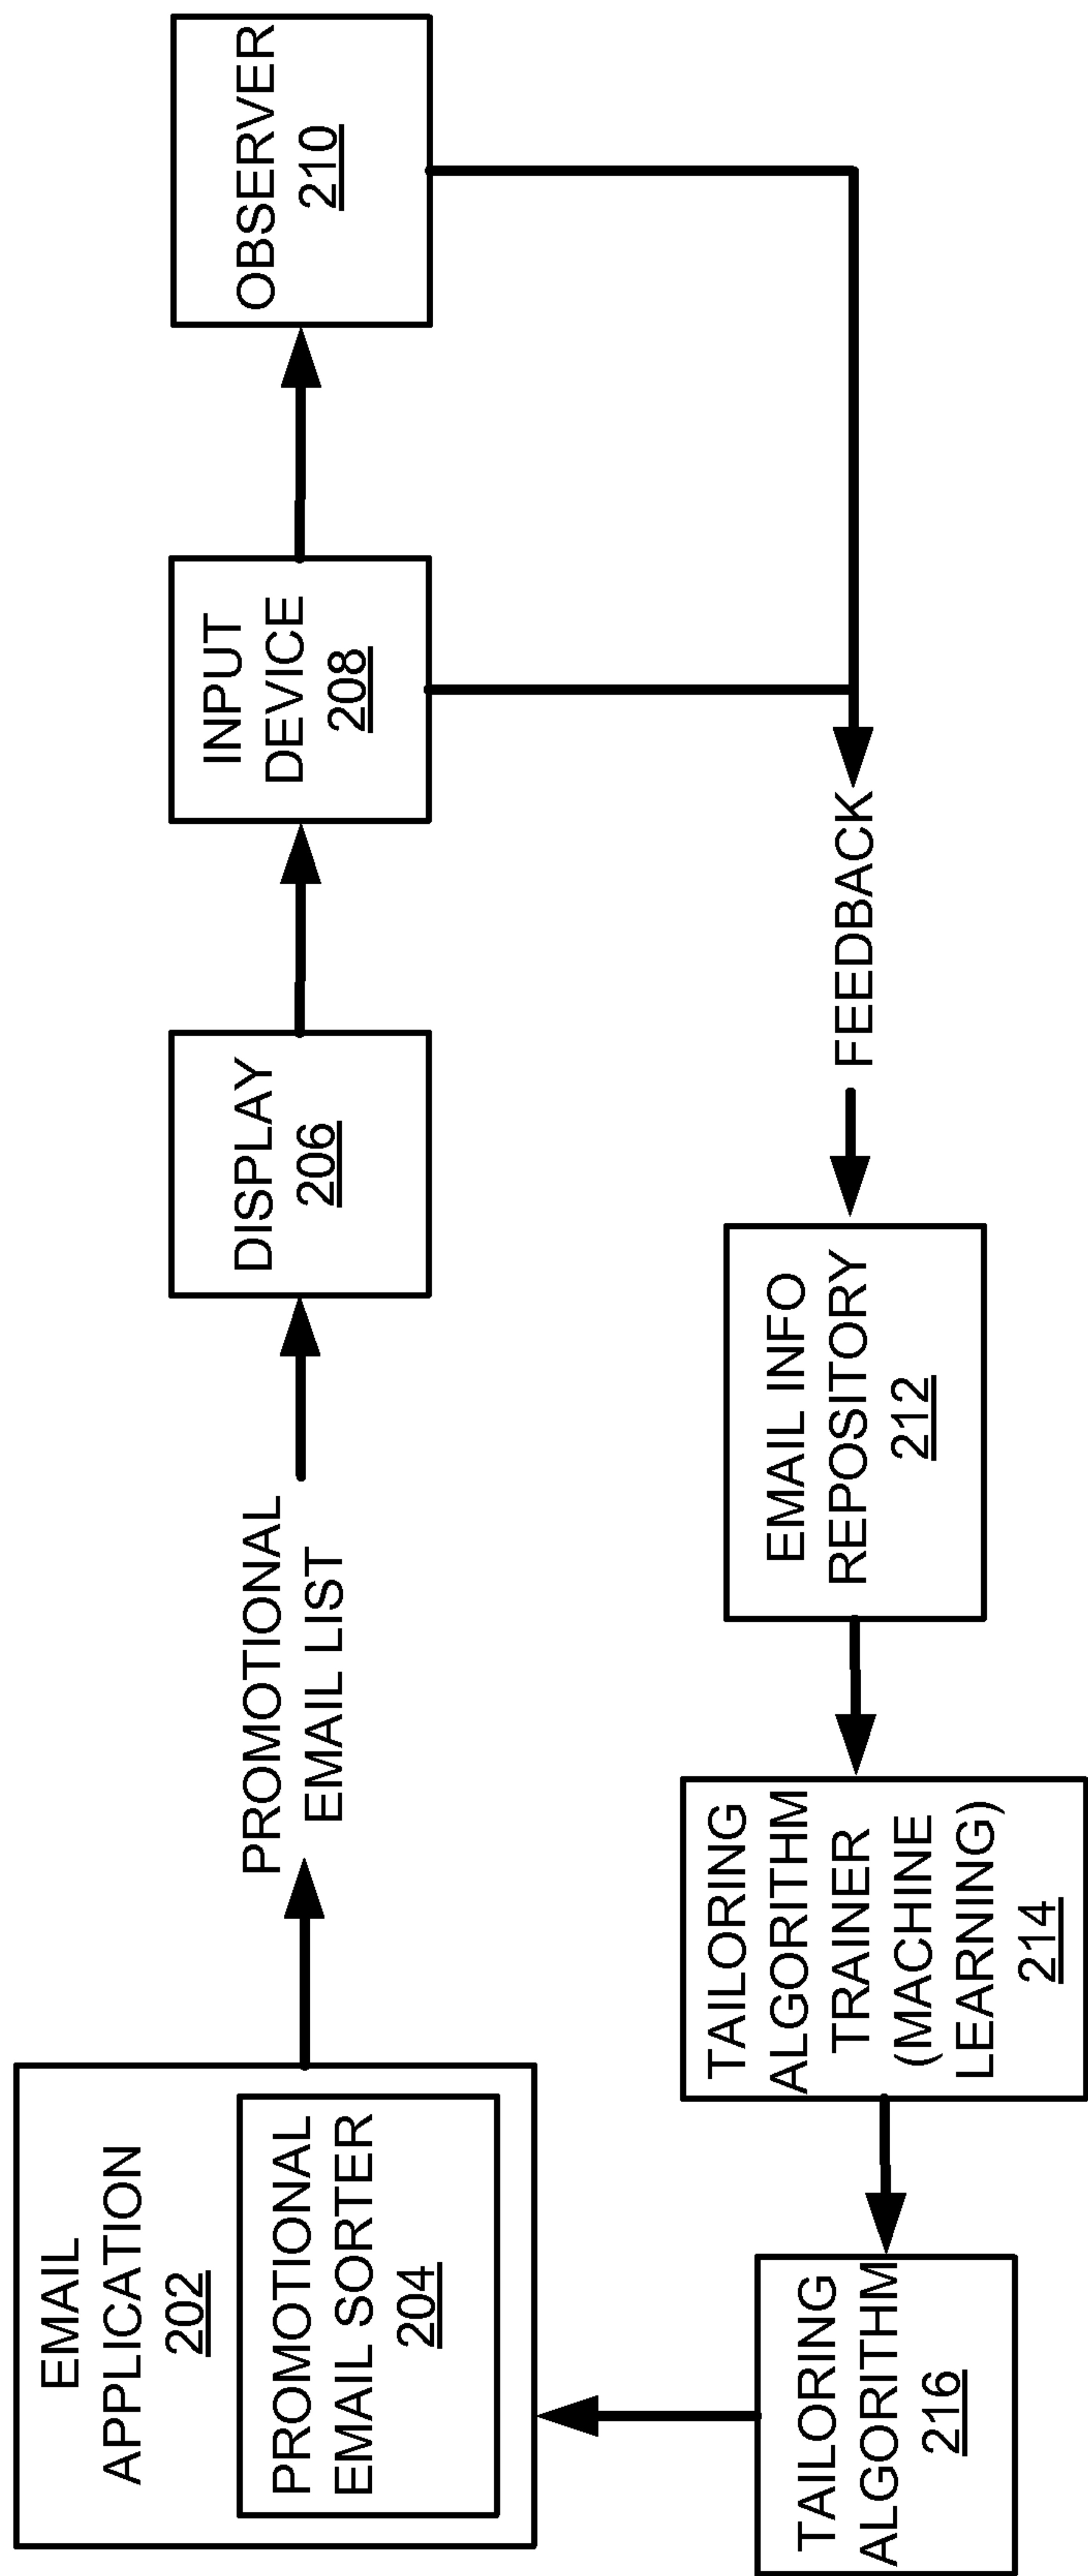 EMAIL
APPLICATION
202
PROMOTIONAL
EMAIL SORTER
204
PROMOTIONAL
EMAIL LIST
DISPLAY
206
INPUT
DEVICE
208
OBSERVER
210
FEEDBACK
EMAIL INFO
REPOSITORY
212
TAILORING
ALGORITHM
TRAINER
(MACHINE
LEARNING)
214
TAILORING
ALGORITHM
216